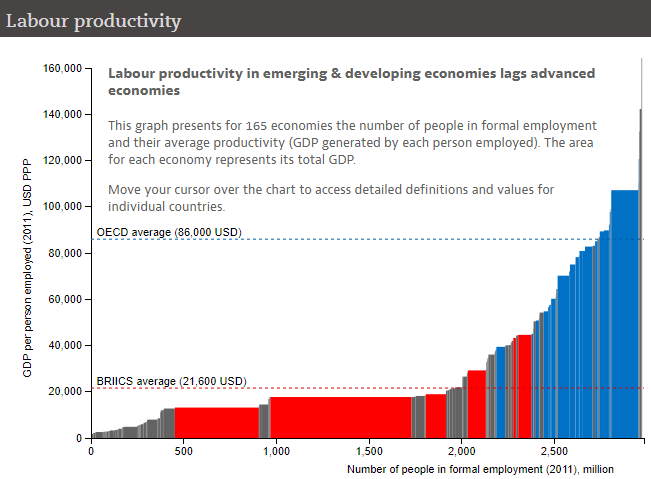 Labour productivity
160,000
Labour productivity in emerging & developing economies lags advanced
economies
140,000
This graph presents for 165 economies the number of people in formal employment
and their average productivity (GDP generated by each person employed). The area
for each economy represents its total GDP.
120,000
Move your cursor over the chart to access detailed definitions and values for
individual countries.
100,000
OECD average (86,000 USD)
80,000
60,000
40,000
BRIICS average (21,600 USD)
20,000
0
GDP per person employed (2011), USD PPP
0 500 1,000 1,500 2,000 2,500
Number of people in formal employment (2011), million